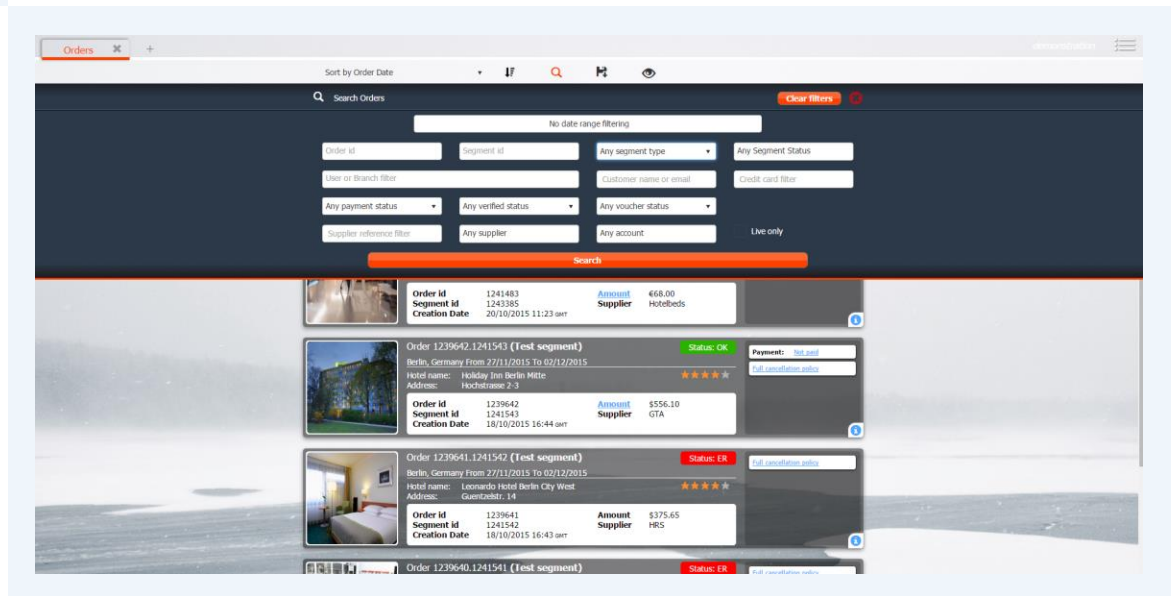 Orders ✖ +
demonstration
Sort by Order Date
Search Orders Clear filters
No date range filtering
Order id Segment id Any segment type Any Segment Status
User or Branch filter Customer name or email Credit card filter
Any payment status Any verified status Any voucher status
Supplier reference filter Any supplier Any account Live only
Search
Order id 1241483 Amount €68.00
Segment id 1243385 Supplier Hotelbeds
Creation Date 20/10/2015 11:23 GMT
Order 1239642.1241543 (Test segment) Status: OK
Payment: Not paid
Berlin, Germany From 27/11/2015 To 02/12/2015
Full cancellation policy
Hotel name: Holiday Inn Berlin Mitte
Address: Hochstrasse 2-3
Order id 1239642 Amount $556.10
Segment id 1241543 Supplier GTA
Creation Date 18/10/2015 16:44 GMT
Order 1239641.1241542 (Test segment) Status: ER
Full cancellation policy
Berlin, Germany From 27/11/2015 To 02/12/2015
Hotel name: Leonardo Hotel Berlin City West
Address: Guentzelstr. 14
Order id 1239641 Amount $375.65
Segment id 1241542 Supplier HRS
Creation Date 18/10/2015 16:43 GMT
Order 1239640.1241541 (Test segment) Status: ER
Full cancellation policy